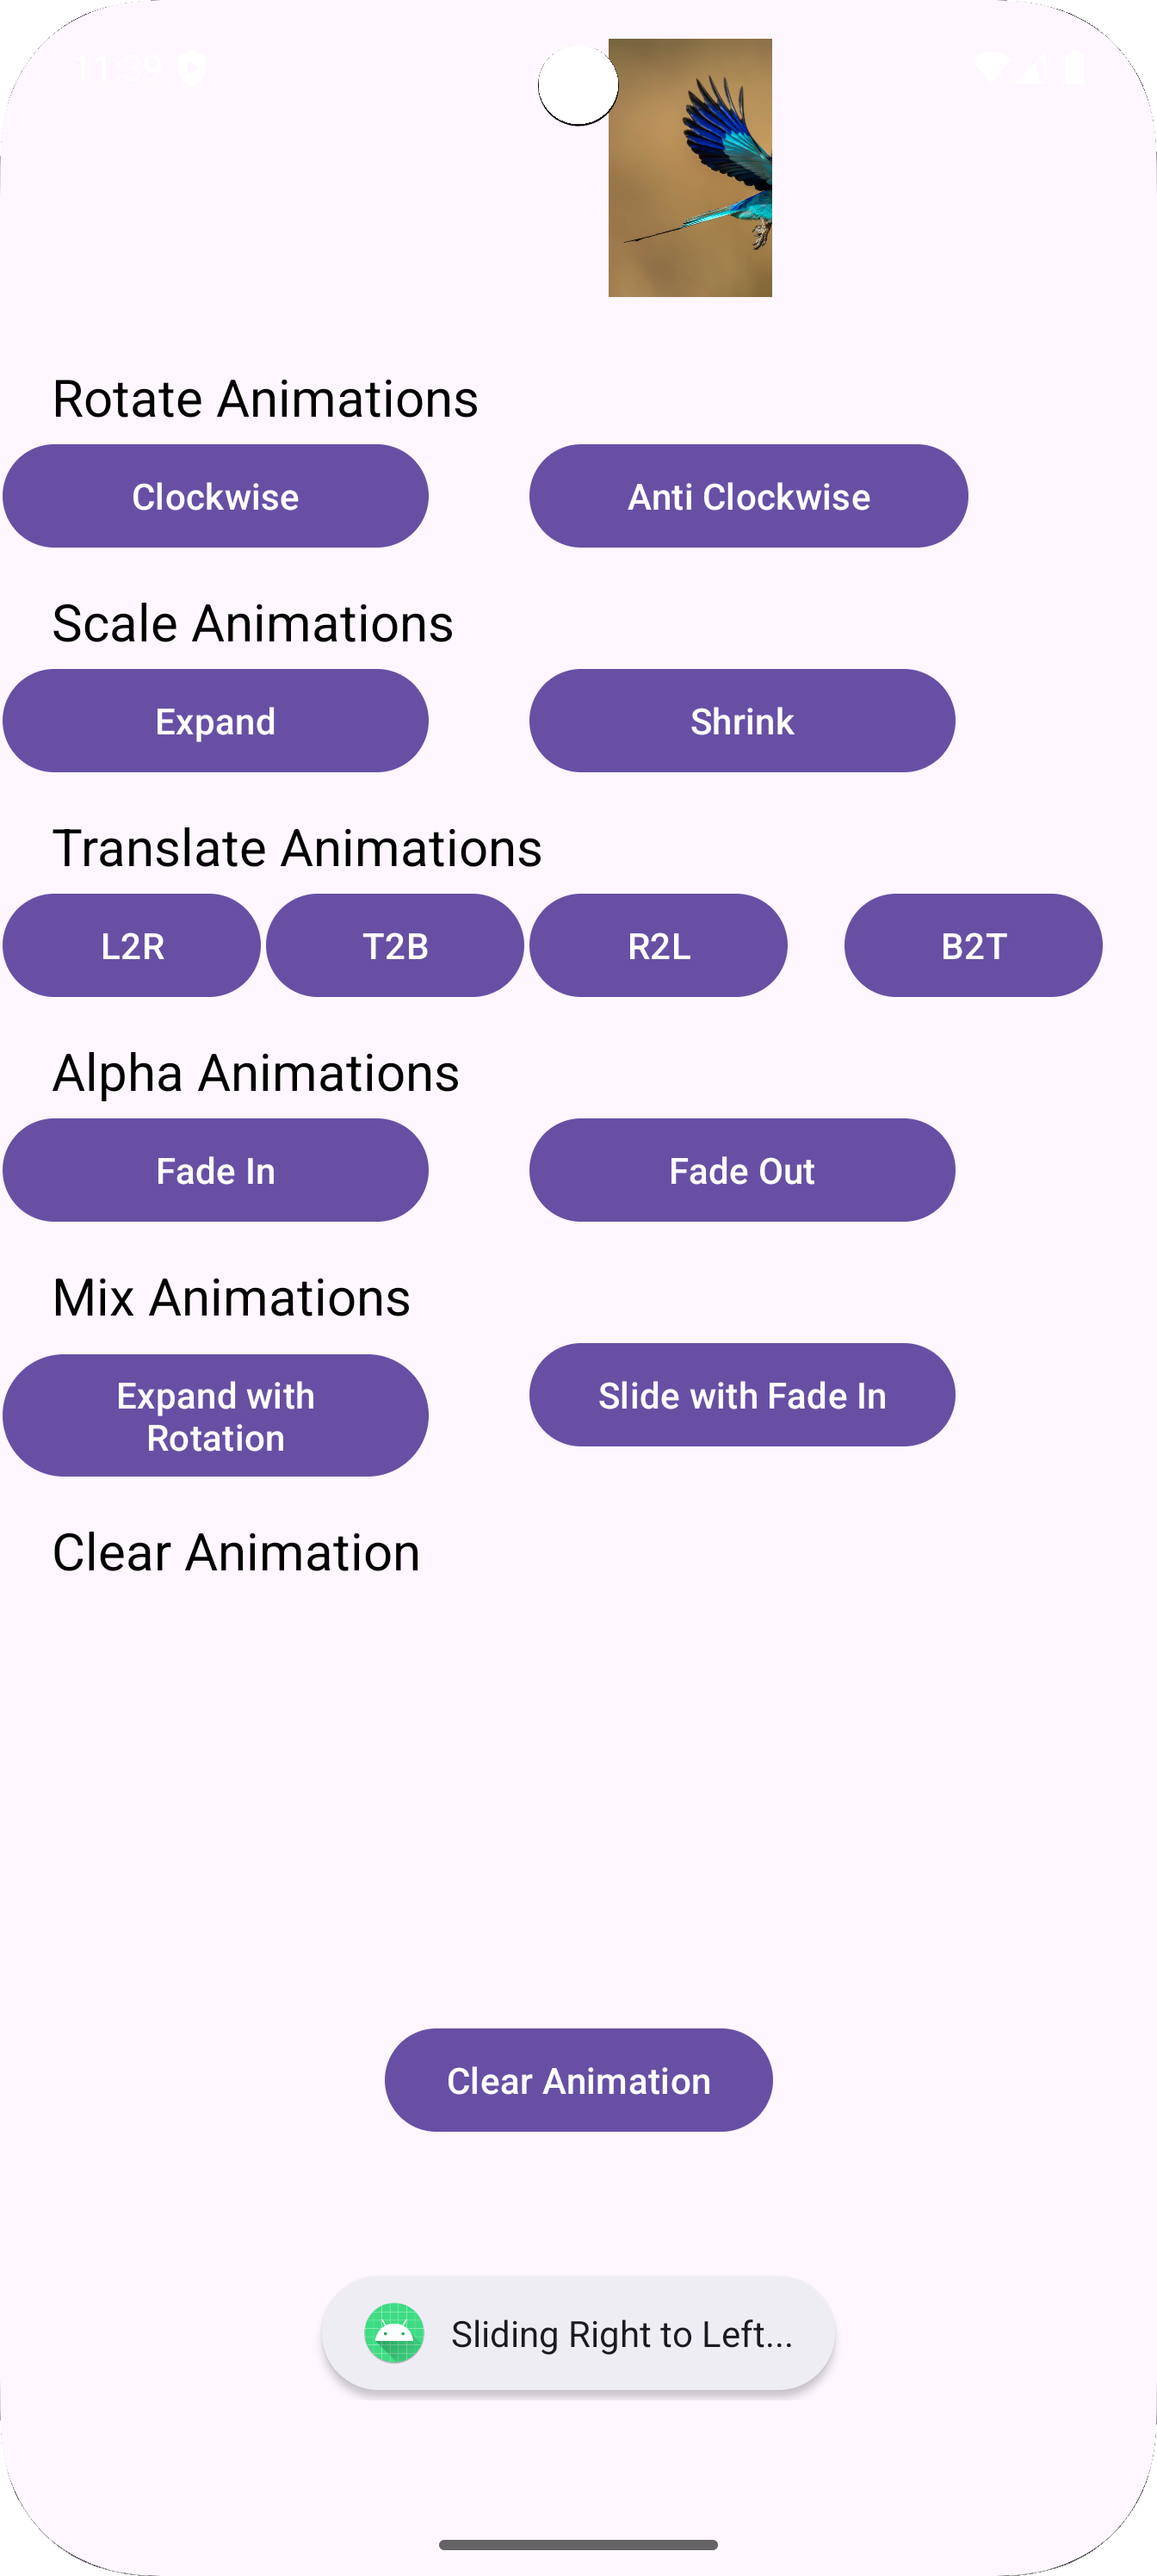 11:39
Rotate Animations
Clockwise
Anti Clockwise
Scale Animations
Expand
Shrink
Translate Animations
L2R
T2B
R2L
B2T
Alpha Animations
Fade In
Fade Out
Mix Animations
Expand with
Rotation
Slide with Fade In
Clear Animation
Clear Animation
Sliding Right to Left...